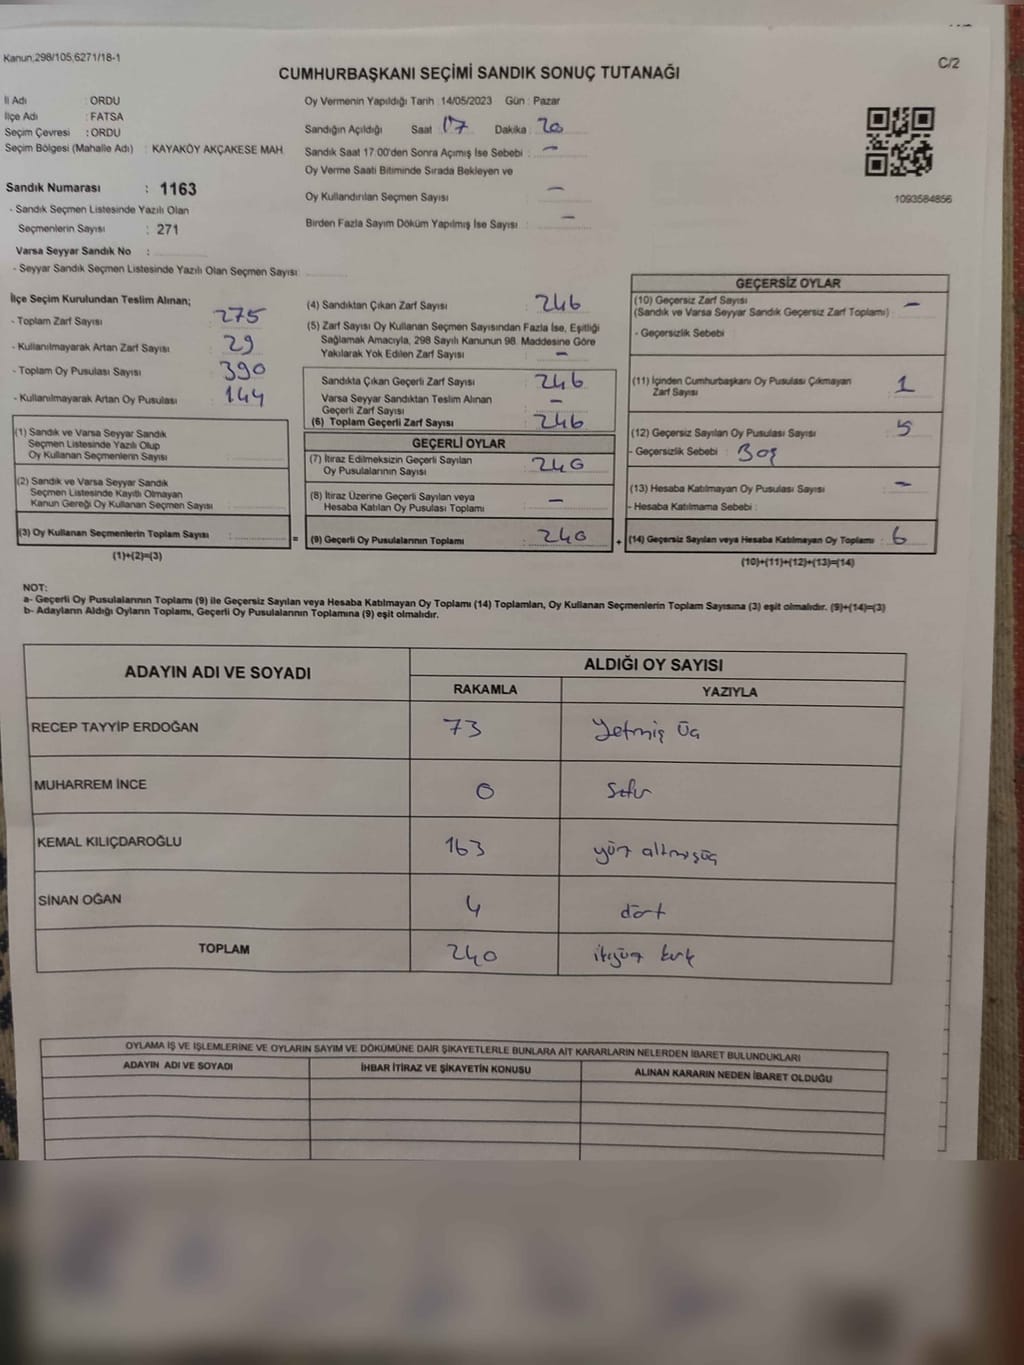 Kanun;298/105,6271/18-1
C/2
CUMHURBAŞKANI SEÇİMİ SANDIK SONUÇ TUTANAĞI
İl Adı : ORDU
İlçe Adı : FATSA
Seçim Çevresi : ORDU
Seçim Bölgesi (Mahalle Adı) : KAYAKÖY AKÇAKESE MAH
Sandık Numarası : 1163
- Sandık Seçmen Listesinde Yazılı Olan
Seçmenlerin Sayısı : 271
Varsa Seyyar Sandık No :
- Seyyar Sandık Seçmen Listesinde Yazılı Olan Seçmen Sayısı
Oy Vermenin Yapıldığı Tarih : 14/05/2023 Gün : Pazar
Sandığın Açıldığı Saat 17 Dakika : 20
Sandık Saat 17:00'den Sonra Açımış İse Sebebi : -
Oy Verme Saati Bitiminde Sırada Bekleyen ve
Oy Kullandırılan Seçmen Sayısı -
Birden Fazla Sayım Döküm Yapılmış İse Sayısı : -
1093584856
İlçe Seçim Kurulundan Teslim Alınan;
- Toplam Zarf Sayısı : 275
- Kullanılmayarak Artan Zarf Sayısı : 29
- Toplam Oy Pusulası Sayısı : 390
- Kullanılmayarak Artan Oy Pusulası : 144
(1) Sandık ve Varsa Seyyar Sandık
Seçmen Listesinde Yazılı Olup
Oy Kullanan Seçmenlerin Sayısı :
(2) Sandık ve Varsa Seyyar Sandık
Seçmen Listesinde Kayıtlı Olmayan
Kanun Gereği Oy Kullanan Seçmen Sayısı :
(3) Oy Kullanan Seçmenlerin Toplam Sayısı : =
(1)+(2)=(3)
(4) Sandıktan Çıkan Zarf Sayısı : 246
(5) Zarf Sayısı Oy Kullanan Seçmen Sayısından Fazla İse, Eşitliği
Sağlamak Amacıyla, 298 Sayılı Kanunun 98. Maddesine Göre
Yakılarak Yok Edilen Zarf Sayısı : -
Sandıkta Çıkan Geçerli Zarf Sayısı : 246
Varsa Seyyar Sandıktan Teslim Alınan
Geçerli Zarf Sayısı : -
(6) Toplam Geçerli Zarf Sayısı : 246
GEÇERLİ OYLAR
(7) İtiraz Edilmeksizin Geçerli Sayılan
Oy Pusulalarının Sayısı : 240
(8) İtiraz Üzerine Geçerli Sayılan veya
Hesaba Katılan Oy Pusulası Toplamı : -
(9) Geçerli Oy Pusulalarının Toplamı : 240 +
GEÇERSİZ OYLAR
(10) Geçersiz Zarf Sayısı
(Sandık ve Varsa Seyyar Sandık Geçersiz Zarf Toplamı) : -
- Geçersizlik Sebebi :
(11) İçinden Cumhurbaşkanı Oy Pusulası Çıkmayan
Zarf Sayısı : 1
(12) Geçersiz Sayılan Oy Pusulası Sayısı : 5
- Geçersizlik Sebebi : Boş
(13) Hesaba Katılmayan Oy Pusulası Sayısı : -
- Hesaba Katılmama Sebebi :
(14) Geçersiz Sayılan veya Hesaba Katılmayan Oy Toplamı : 6
(10)+(11)+(12)+(13)=(14)
NOT:
a- Geçerli Oy Pusulalarının Toplamı (9) ile Geçersiz Sayılan veya Hesaba Katılmayan Oy Toplamı (14) Toplamları, Oy Kullanan Seçmenlerin Toplam Sayısına (3) eşit olmalıdır. (9)+(14)=(3)
b- Adayların Aldığı Oyların Toplamı, Geçerli Oy Pusulalarının Toplamına (9) eşit olmalıdır.
ADAYIN ADI VE SOYADI
ALDIĞI OY SAYISI
RAKAMLA YAZIYLA
RECEP TAYYİP ERDOĞAN 73 Yetmiş Üç
MUHARREM İNCE 0 Sıfır
KEMAL KILIÇDAROĞLU 163 yüz altmışüç
SİNAN OĞAN 4 dört
TOPLAM 240 ikiyüz kırk
OYLAMA İŞ VE İŞLEMLERİNE VE OYLARIN SAYIM VE DÖKÜMÜNE DAİR ŞİKAYETLERLE BUNLARA AİT KARARLARIN NELERDEN İBARET BULUNDUKLARI
ADAYIN ADI VE SOYADI İHBAR İTİRAZ VE ŞİKAYETİN KONUSU ALINAN KARARIN NEDEN İBARET OLDUĞU